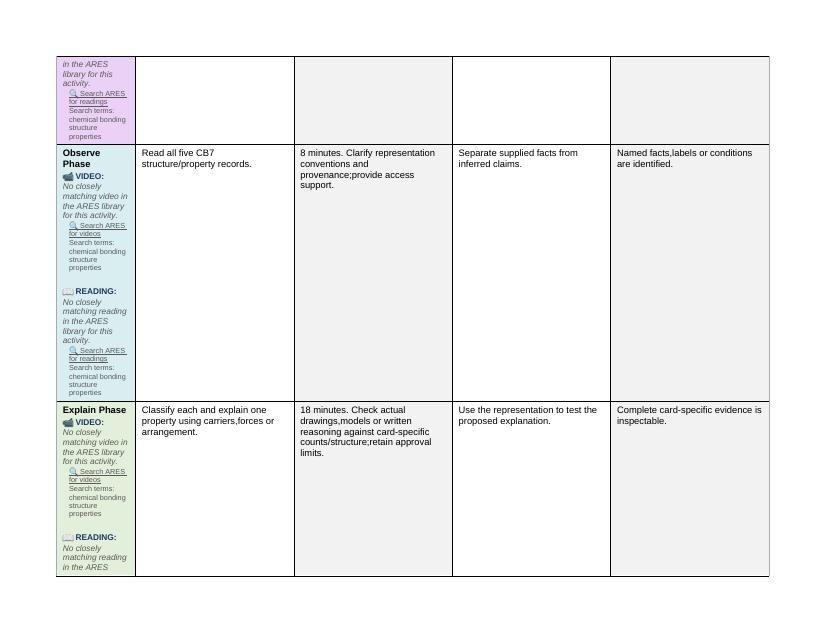 in the ARES
library for this
activity.
🔍 Search ARES
for readings
Search terms:
chemical bonding
structure
properties
Observe
Phase
📹 VIDEO:
No closely
matching video in
the ARES library
for this activity.
🔍 Search ARES
for videos
Search terms:
chemical bonding
structure
properties
📖 READING:
No closely
matching reading
in the ARES
library for this
activity.
🔍 Search ARES
for readings
Search terms:
chemical bonding
structure
properties
Read all five CB7
structure/property records.
8 minutes. Clarify representation
conventions and
provenance;provide access
support.
Separate supplied facts from
inferred claims.
Named facts,labels or conditions
are identified.
Explain Phase
📹 VIDEO:
No closely
matching video in
the ARES library
for this activity.
🔍 Search ARES
for videos
Search terms:
chemical bonding
structure
properties
📖 READING:
No closely
matching reading
in the ARES
Classify each and explain one
property using carriers,forces or
arrangement.
18 minutes. Check actual
drawings,models or written
reasoning against card-specific
counts/structure;retain approval
limits.
Use the representation to test the
proposed explanation.
Complete card-specific evidence is
inspectable.